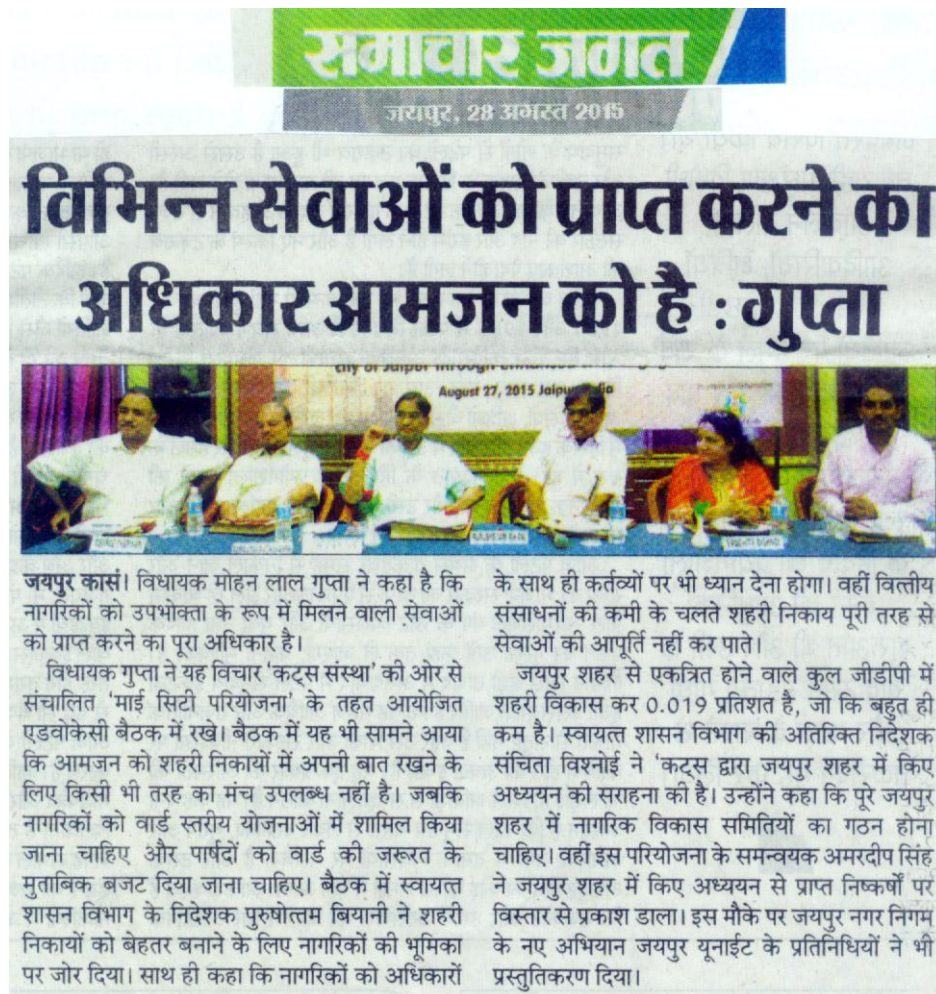 समाचार जगत
जयपुर, 28 अगस्त 2015
विभिन्न सेवाओं को प्राप्त करने का
अधिकार आमजन को है : गुप्ता
City of Jaipur through
August 27, 2015 Jaipur
जयपुर कासं। विधायक मोहन लाल गुप्ता ने कहा है कि
नागरिकों को उपभोक्ता के रूप में मिलने वाली सेवाओं
को प्राप्त करने का पूरा अधिकार है।
विधायक गुप्ता ने यह विचार 'कट्स संस्था' की ओर से
संचालित 'माई सिटी परियोजना' के तहत आयोजित
एडवोकेसी बैठक में रखे। बैठक में यह भी सामने आया
कि आमजन को शहरी निकायों में अपनी बात रखने के
लिए किसी भी तरह का मंच उपलब्ध नहीं है। जबकि
नागरिकों को वार्ड स्तरीय योजनाओं में शामिल किया
जाना चाहिए और पार्षदों को वार्ड की जरूरत के
मुताबिक बजट दिया जाना चाहिए। बैठक में स्वायत्त
शासन विभाग के निदेशक पुरुषोत्तम बियानी ने शहरी
निकायों को बेहतर बनाने के लिए नागरिकों की भूमिका
पर जोर दिया। साथ ही कहा कि नागरिकों को अधिकारों
के साथ ही कर्तव्यों पर भी ध्यान देना होगा। वहीं वित्तीय
संसाधनों की कमी के चलते शहरी निकाय पूरी तरह से
सेवाओं की आपूर्ति नहीं कर पाते।
जयपुर शहर से एकत्रित होने वाले कुल जीडीपी में
शहरी विकास कर 0.019 प्रतिशत है, जो कि बहुत ही
कम है। स्वायत्त शासन विभाग की अतिरिक्त निदेशक
संचिता विश्नोई ने 'कट्स द्वारा जयपुर शहर में किए
अध्ययन की सराहना की है। उन्होंने कहा कि पूरे जयपुर
शहर में नागरिक विकास समितियों का गठन होना
चाहिए। वहीं इस परियोजना के समन्वयक अमरदीप सिंह
ने जयपुर शहर में किए अध्ययन से प्राप्त निष्कर्षों पर
विस्तार से प्रकाश डाला। इस मौके पर जयपुर नगर निगम
के नए अभियान जयपुर यूनाईट के प्रतिनिधियों ने भी
प्रस्तुतिकरण दिया।